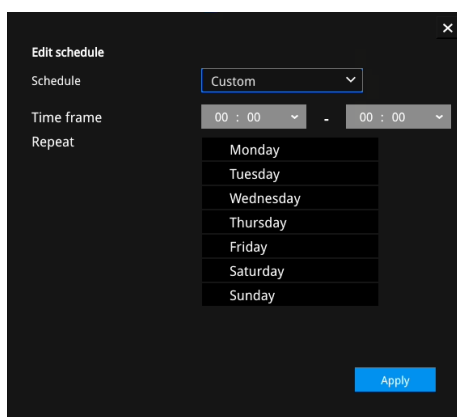 Edit schedule
Schedule Custom
Time frame 00 : 00 - 00 : 00
Repeat
Monday
Tuesday
Wednesday
Thursday
Friday
Saturday
Sunday
Apply